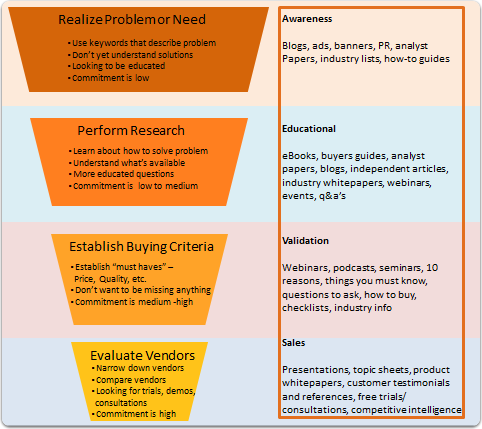 Realize Problem or Need
• Use keywords that describe problem
• Don't yet understand solutions
• Looking to be educated
• Commitment is low
Awareness
Blogs, ads, banners, PR, analyst
Papers, industry lists, how-to guides
Perform Research
• Learn about how to solve problem
• Understand what's available
• More educated questions
• Commitment is low to medium
Educational
eBooks, buyers guides, analyst
papers, blogs, independent articles,
industry whitepapers, webinars,
events, q&a's
Establish Buying Criteria
• Establish “must haves” –
Price, Quality, etc.
• Don't want to be missing anything
• Commitment is medium -high
Validation
Webinars, podcasts, seminars, 10
reasons, things you must know,
questions to ask, how to buy,
checklists, industry info
Evaluate Vendors
• Narrow down vendors
• Compare vendors
• Looking for trials, demos,
consultations
• Commitment is high
Sales
Presentations, topic sheets, product
whitepapers, customer testimonials
and references, free trials/
consultations, competitive intelligence